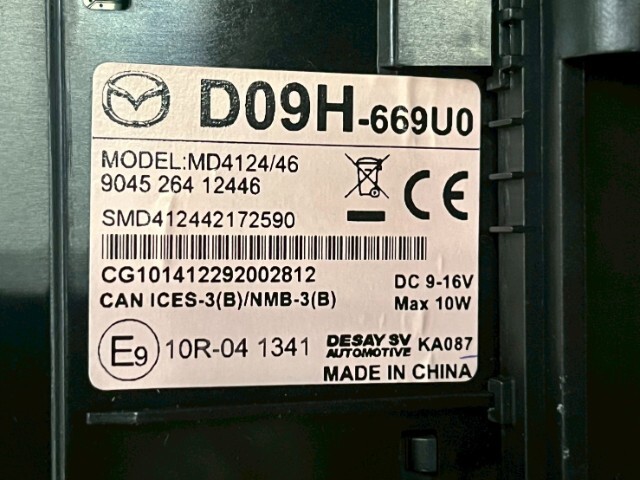 D09H-669U0
MODEL:MD4124/46
9045 264 12446
SMD412442172590
CE
CG101412292002812
DC 9-16V
CAN ICES-3(B)/NMB-3(B)
Max 10W
E9
10R-04 1341
DESAY SV
AUTOMOTIVE
KA087
MADE IN CHINA